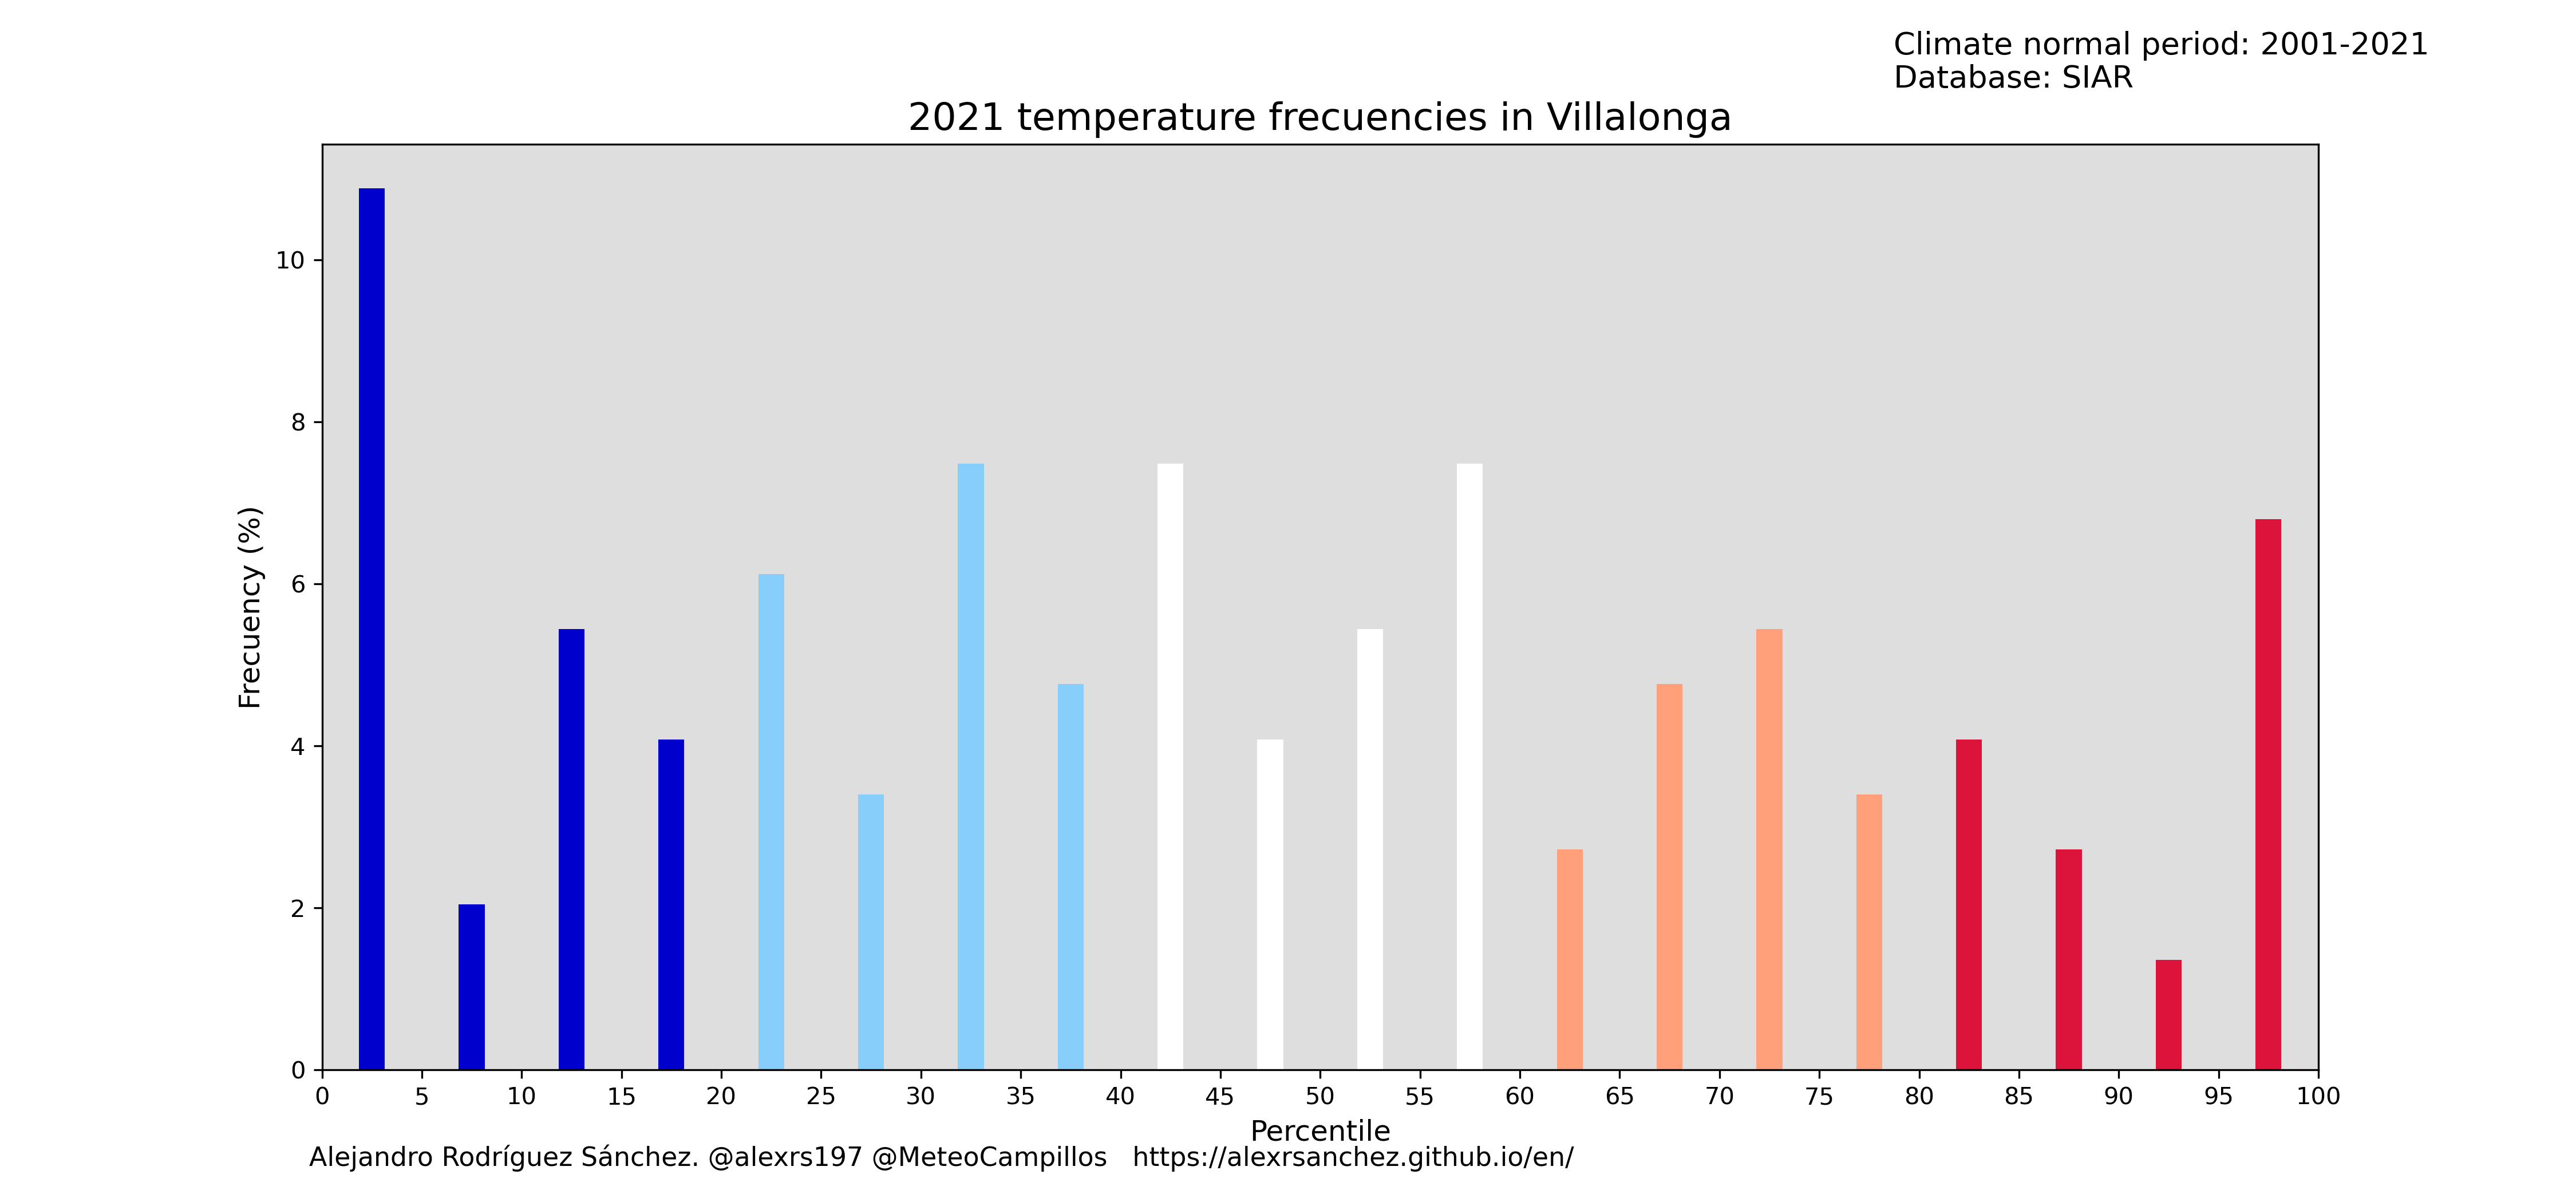 Climate normal period: 2001-2021
Database: SIAR
2021 temperature frecuencies in Villalonga
Frecuency (%)
10
8
6
4
2
0
0 5 10 15 20 25 30 35 40 45 50 55 60 65 70 75 80 85 90 95 100
Percentile
Alejandro Rodríguez Sánchez. @alexrs197 @MeteoCampillos https://alexrsanchez.github.io/en/